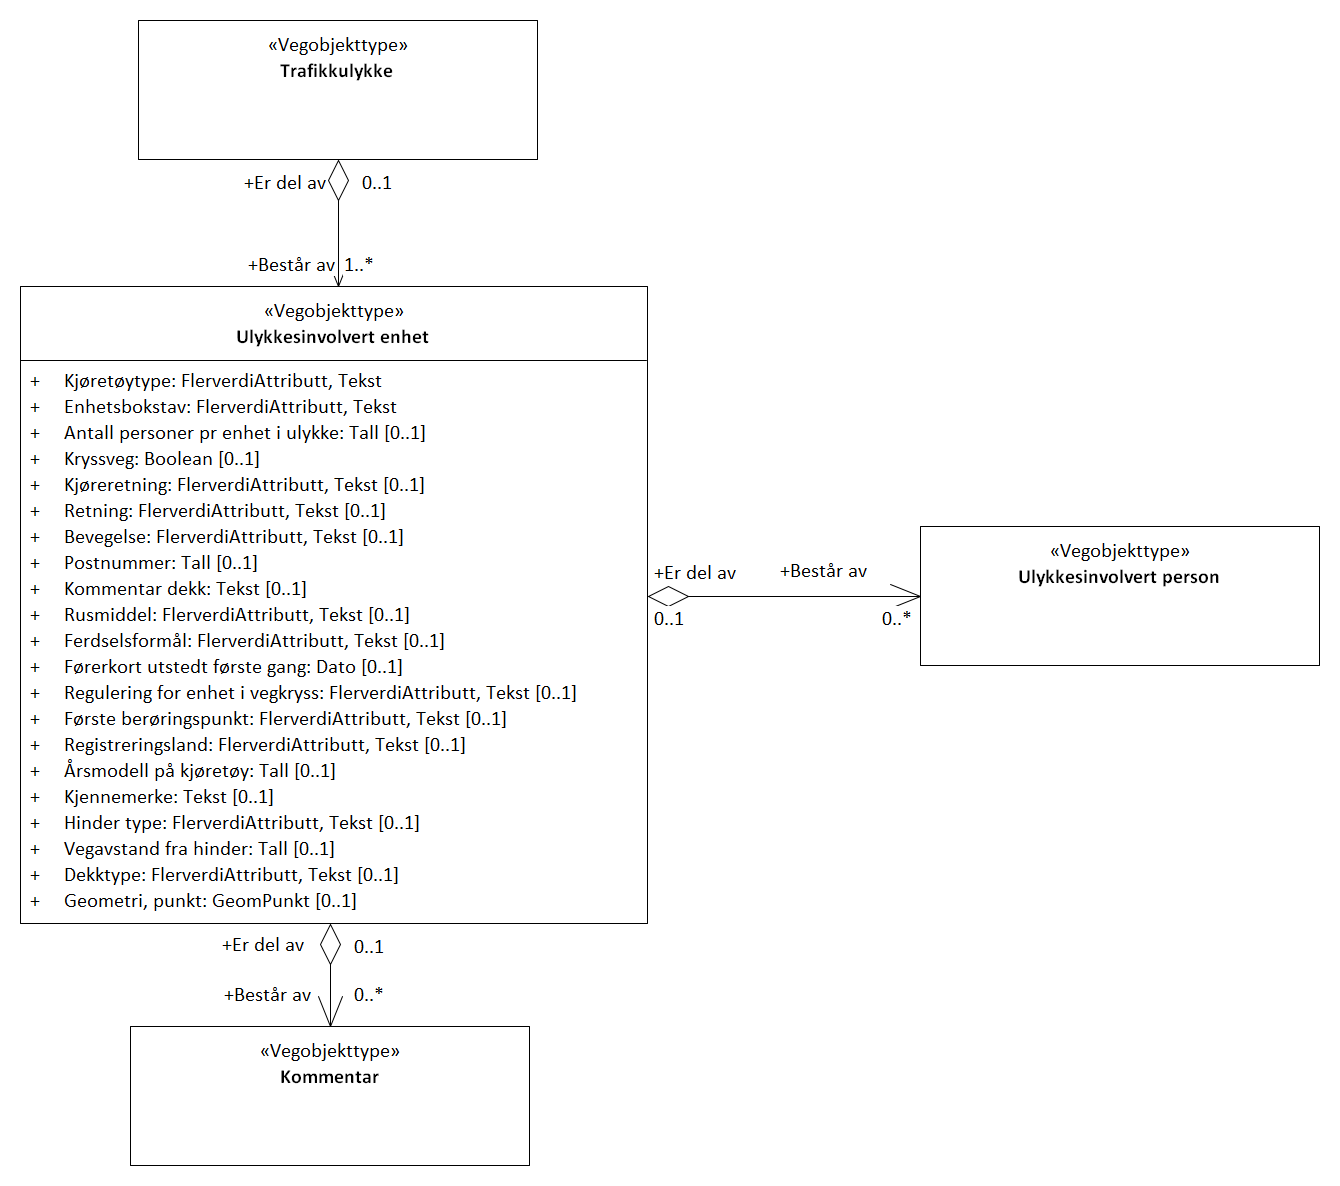 «Vegobjekttype»
Trafikkulykke
+Er del av 0..1
+Består av 1..*
«Vegobjekttype»
Ulykkesinvolvert enhet
+ Kjøretøytype: FlerverdiAttributt, Tekst
+ Enhetsbokstav: FlerverdiAttributt, Tekst
+ Antall personer pr enhet i ulykke: Tall [0..1]
+ Kryssveg: Boolean [0..1]
+ Kjøreretning: FlerverdiAttributt, Tekst [0..1]
+ Retning: FlerverdiAttributt, Tekst [0..1]
+ Bevegelse: FlerverdiAttributt, Tekst [0..1]
+ Postnummer: Tall [0..1]
+ Kommentar dekk: Tekst [0..1]
+ Rusmiddel: FlerverdiAttributt, Tekst [0..1]
+ Ferdselsformål: FlerverdiAttributt, Tekst [0..1]
+ Førerkort utstedt første gang: Dato [0..1]
+ Regulering for enhet i vegkryss: FlerverdiAttributt, Tekst [0..1]
+ Første berøringspunkt: FlerverdiAttributt, Tekst [0..1]
+ Registreringsland: FlerverdiAttributt, Tekst [0..1]
+ Årsmodell på kjøretøy: Tall [0..1]
+ Kjennemerke: Tekst [0..1]
+ Hinder type: FlerverdiAttributt, Tekst [0..1]
+ Vegavstand fra hinder: Tall [0..1]
+ Dekktype: FlerverdiAttributt, Tekst [0..1]
+ Geometri, punkt: GeomPunkt [0..1]
+Er del av +Består av
0..1 0..*
«Vegobjekttype»
Ulykkesinvolvert person
+Er del av 0..1
+Består av 0..*
«Vegobjekttype»
Kommentar